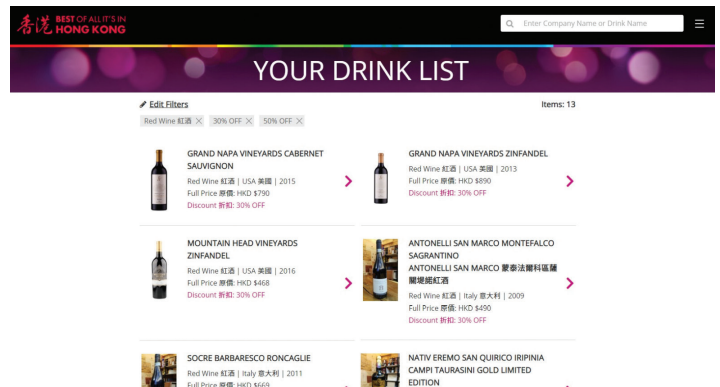 香港 BEST OF ALL IT'S IN
HONG KONG
Enter Company Name or Drink Name
YOUR DRINK LIST
Edit Filters
Items: 13
Red Wine 紅酒 × 30% OFF × 50% OFF ×
GRAND NAPA VINEYARDS CABERNET
SAUVIGNON
Red Wine 紅酒 | USA 美國 | 2015
Full Price 原價: HKD $790
Discount 折扣: 30% OFF
GRAND NAPA VINEYARDS ZINFANDEL
Red Wine 紅酒 | USA 美國 | 2013
Full Price 原價: HKD $890
Discount 折扣: 30% OFF
MOUNTAIN HEAD VINEYARDS
ZINFANDEL
Red Wine 紅酒 | USA 美國 | 2016
Full Price 原價: HKD $468
Discount 折扣: 30% OFF
ANTONELLI SAN MARCO MONTEFALCO
SAGRANTINO
ANTONELLI SAN MARCO 蒙泰法爾科區薩
關堤諾紅酒
Red Wine 紅酒 | Italy 意大利 | 2009
Full Price 原價: HKD $490
Discount 折扣: 30% OFF
SOCRE BARBARESCO RONCAGLIE
Red Wine 紅酒 | Italy 意大利 | 2011
Full Price 原價: HKD $669
NATIV EREMO SAN QUIRICO IRIPINIA
CAMPI TAURASINI GOLD LIMITED
EDITION